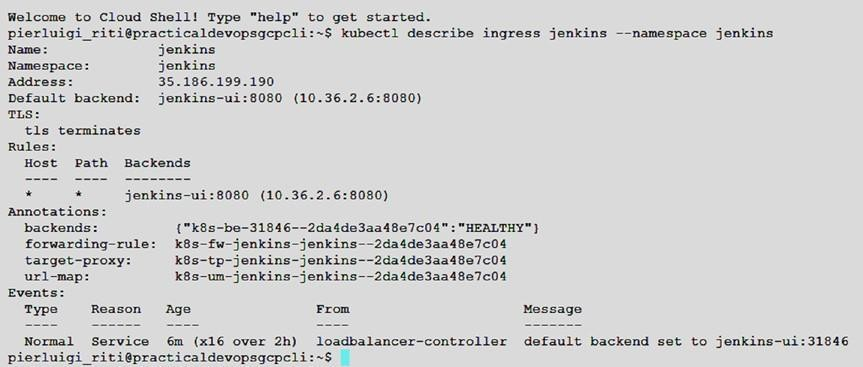 Welcome to Cloud Shell! Type "help" to get started.
pierluigi_riti@practicaldevopsgcpcli:~$ kubectl describe ingress jenkins --namespace jenkins
Name:             jenkins
Namespace:        jenkins
Address:          35.186.199.190
Default backend:  jenkins-ui:8080 (10.36.2.6:8080)
TLS:
  tls terminates
Rules:
  Host  Path  Backends
  ----  ----  --------
  *     *     jenkins-ui:8080 (10.36.2.6:8080)
Annotations:
  backends:         {"k8s-be-31846--2da4de3aa48e7c04":"HEALTHY"}
  forwarding-rule:  k8s-fw-jenkins-jenkins--2da4de3aa48e7c04
  target-proxy:     k8s-tp-jenkins-jenkins--2da4de3aa48e7c04
  url-map:          k8s-um-jenkins-jenkins--2da4de3aa48e7c04
Events:
  Type    Reason   Age               From                     Message
  ----    ------   ----              ----                     -------
  Normal  Service  6m (x16 over 2h)  loadbalancer-controller  default backend set to jenkins-ui:31846
pierluigi_riti@practicaldevopsgcpcli:~$